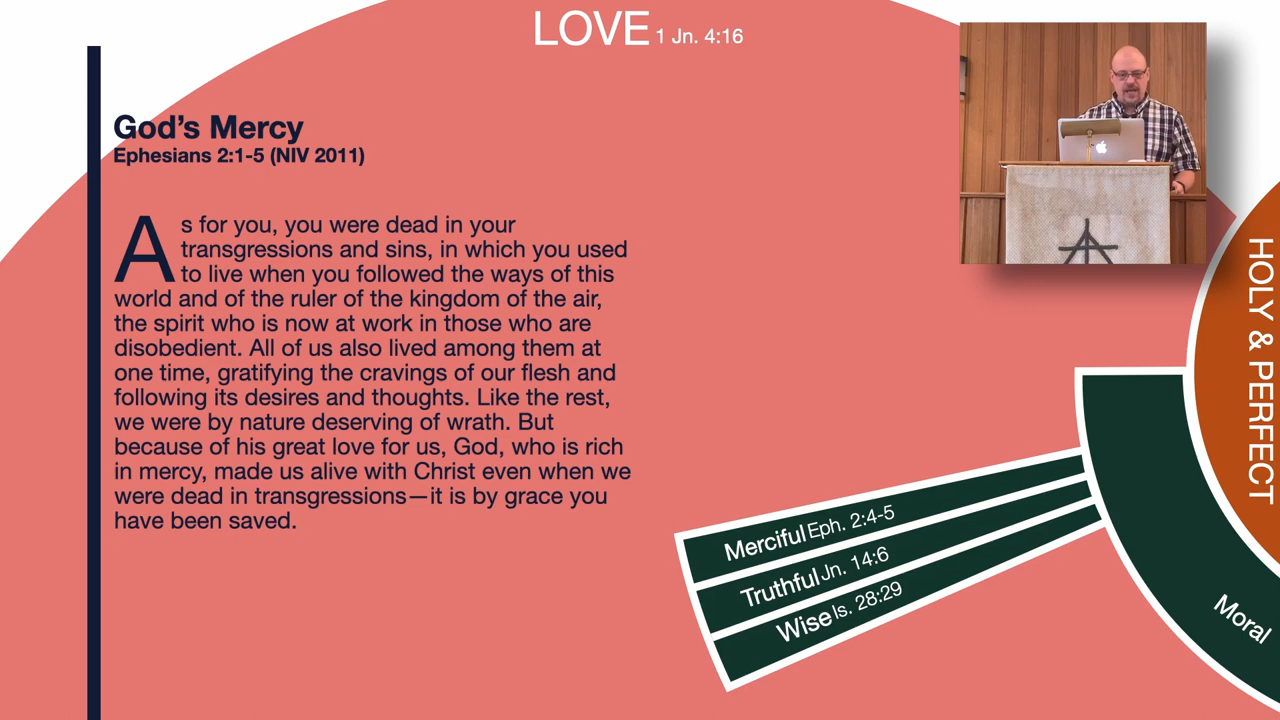 LOVE 1 Jn. 4:16
God’s Mercy
Ephesians 2:1-5 (NIV 2011)
As for you, you were dead in your
transgressions and sins, in which you used
to live when you followed the ways of this
world and of the ruler of the kingdom of the air,
the spirit who is now at work in those who are
disobedient. All of us also lived among them at
one time, gratifying the cravings of our flesh and
following its desires and thoughts. Like the rest,
we were by nature deserving of wrath. But
because of his great love for us, God, who is rich
in mercy, made us alive with Christ even when we
were dead in transgressions—it is by grace you
have been saved.
Merciful Eph. 2:4-5
Truthful Jn. 14:6
Wise Is. 28:29
Moral
HOLY & PERFECT